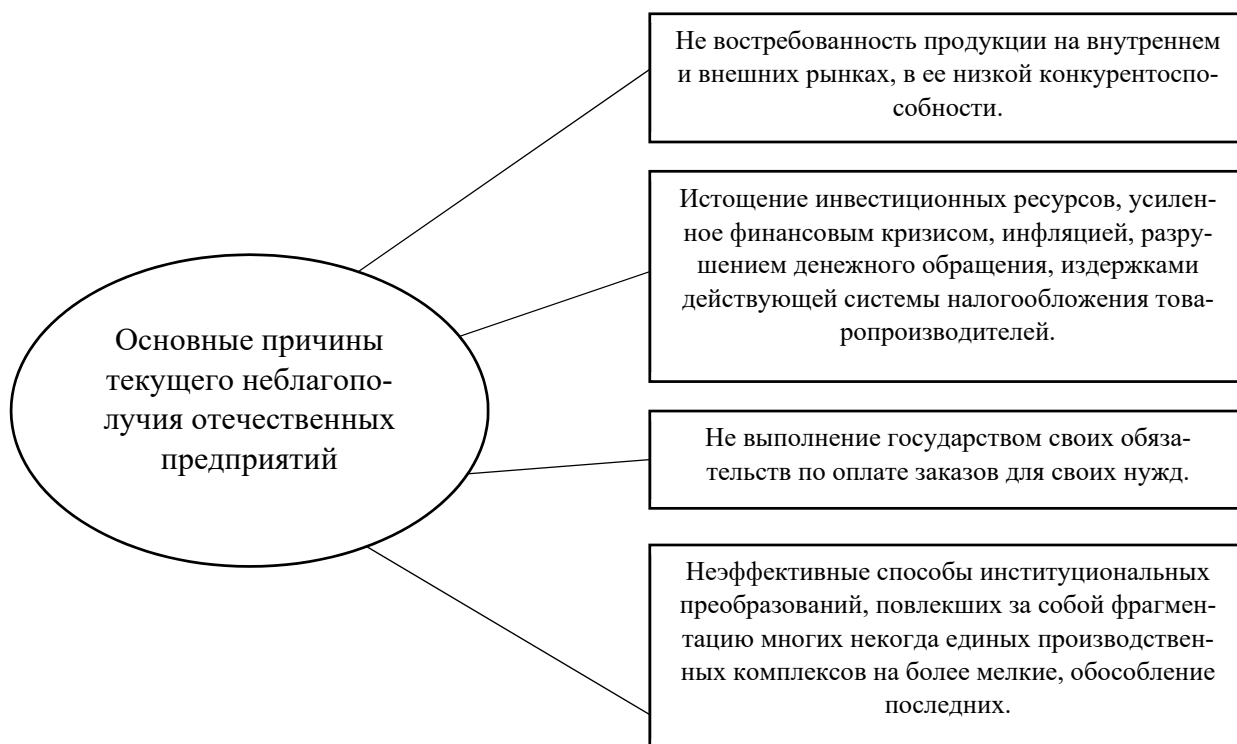 Не востребованность продукции на внутреннем
и внешних рынках, в ее низкой конкурентоспо-
собности.
Истощение инвестиционных ресурсов, усилен-
ное финансовым кризисом, инфляцией, разру-
шением денежного обращения, издержками
действующей системы налогообложения това-
ропроизводителей.
Основные причины
текущего неблагопо-
лучия отечественных
предприятий
Не выполнение государством своих обяза-
тельств по оплате заказов для своих нужд.
Неэффективные способы институциональных
преобразований, повлекших за собой фрагмен-
тацию многих некогда единых производствен-
ных комплексов на более мелкие, обособление
последних.